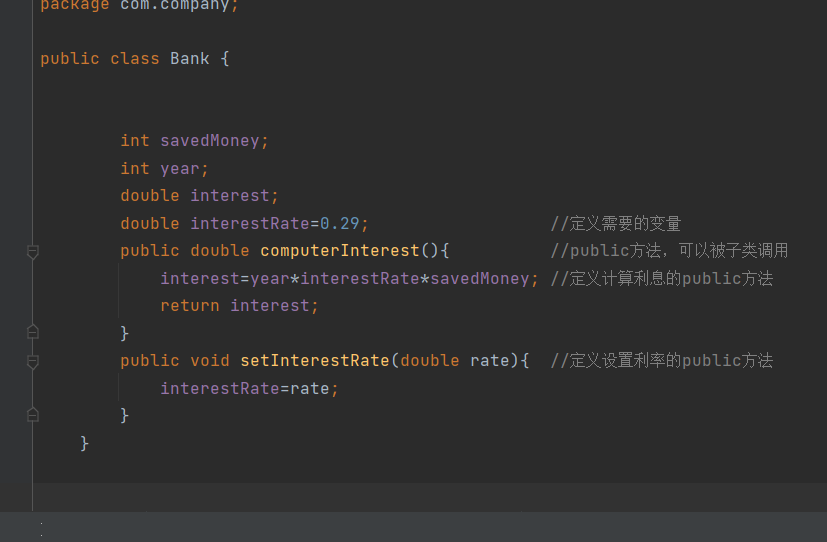 package com.company;
public class Bank {
int savedMoney;
int year;
double interest;
double interestRate=0.29; //定义需要的变量
public double computerInterest(){ //public方法，可以被子类调用
interest=year*interestRate*savedMoney; //定义计算利息的public方法
return interest;
}
public void setInterestRate(double rate){ //定义设置利率的public方法
interestRate=rate;
}
}